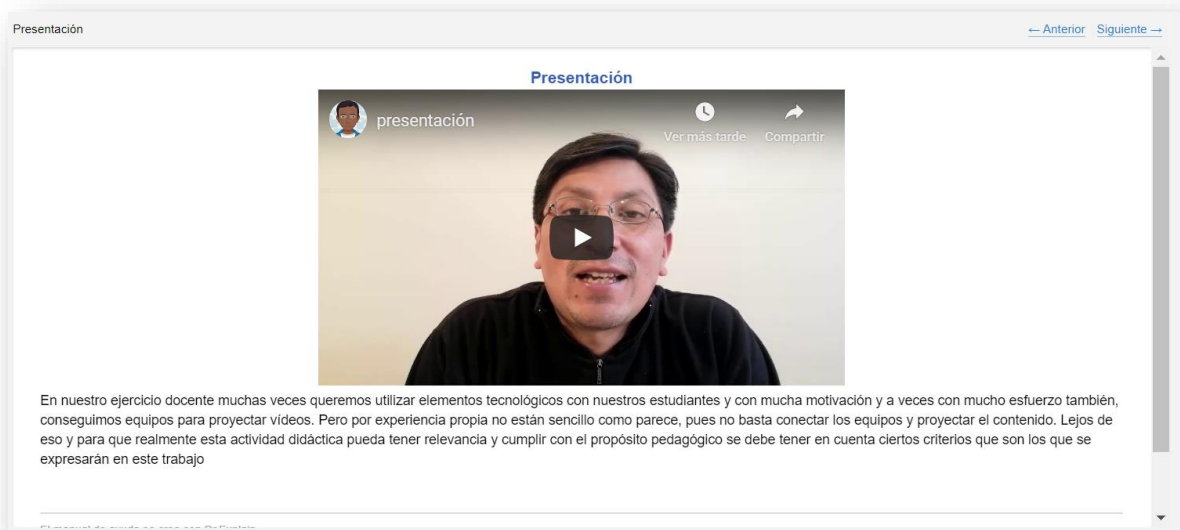 Presentación
← Anterior Siguiente →
Presentación
presentación
Ver más tarde Compartir
En nuestro ejercicio docente muchas veces queremos utilizar elementos tecnológicos con nuestros estudiantes y con mucha motivación y a veces con mucho esfuerzo también,
conseguimos equipos para proyectar vídeos. Pero por experiencia propia no están sencillo como parece, pues no basta conectar los equipos y proyectar el contenido. Lejos de
eso y para que realmente esta actividad didáctica pueda tener relevancia y cumplir con el propósito pedagógico se debe tener en cuenta ciertos criterios que son los que se
expresarán en este trabajo